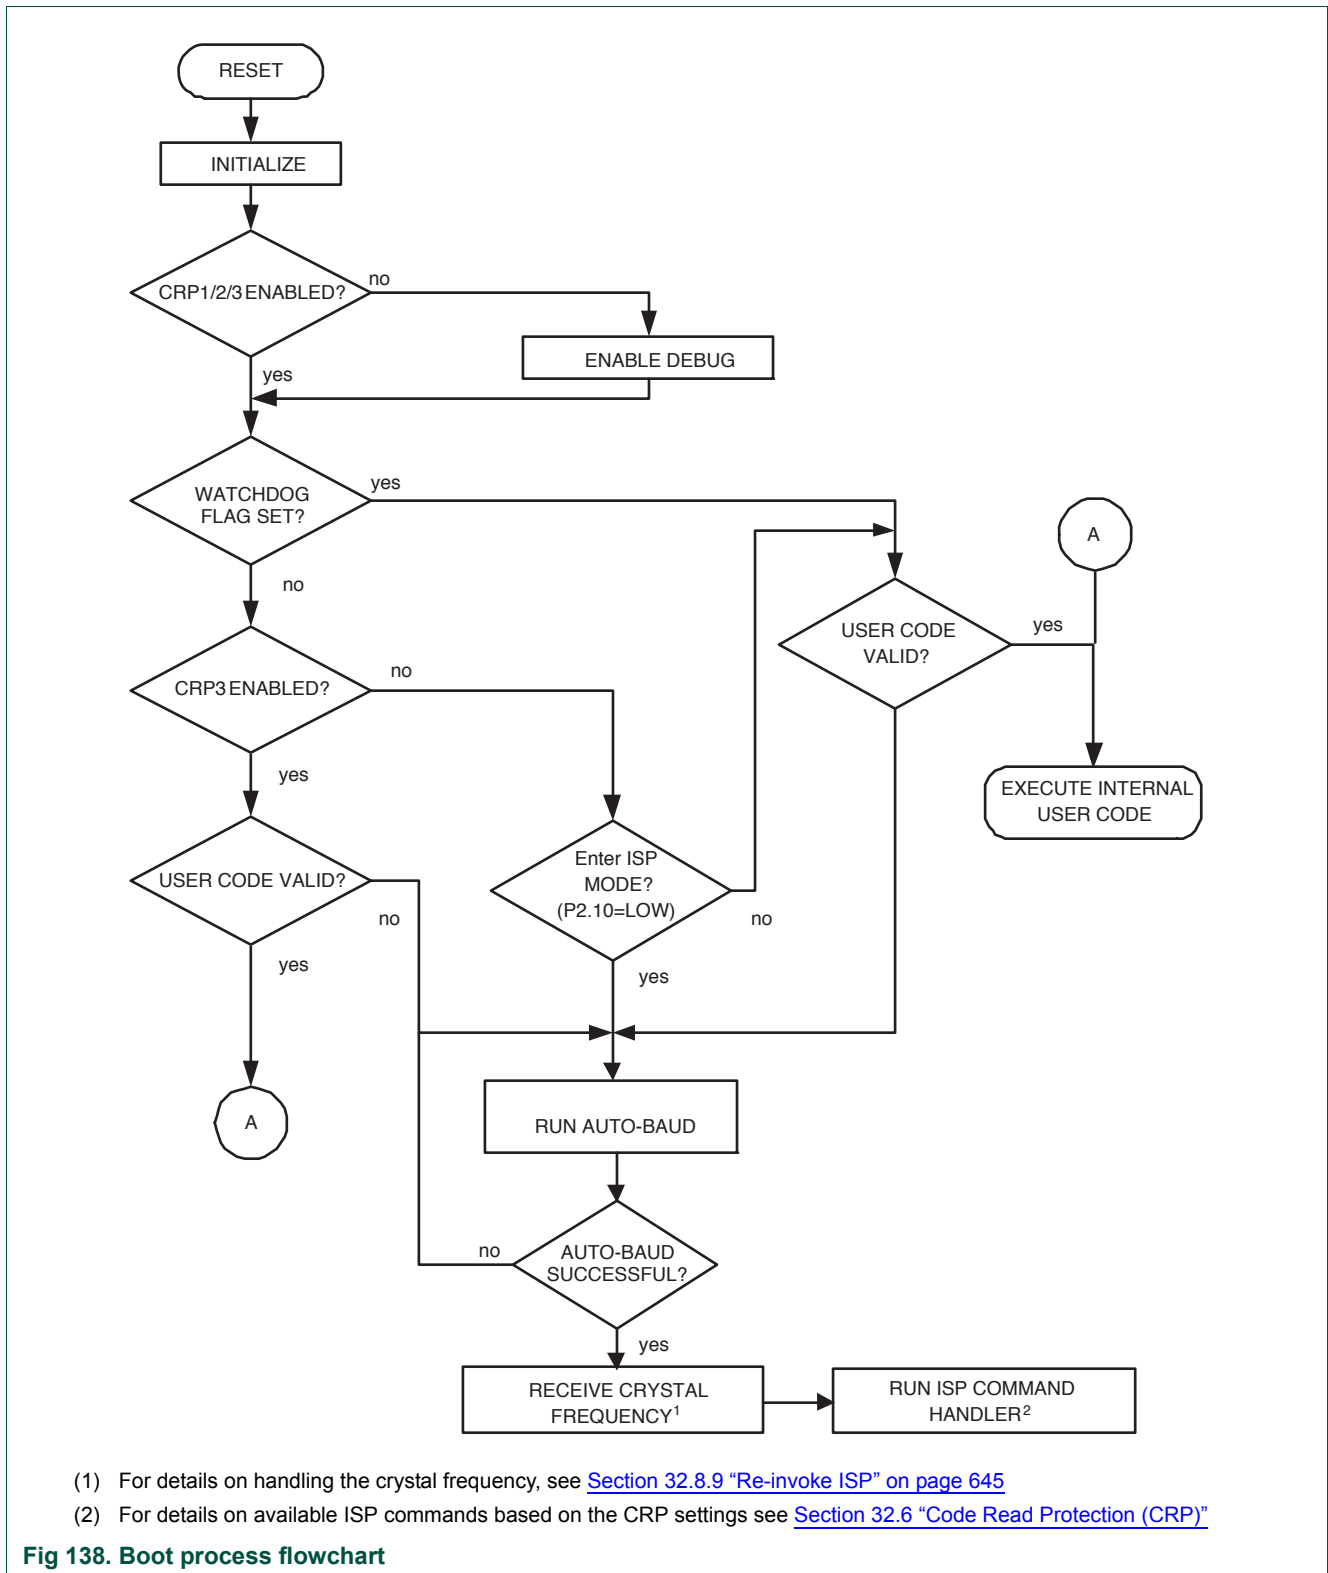 RESET
INITIALIZE
CRP1/2/3 ENABLED?
no
ENABLE DEBUG
yes
WATCHDOG
FLAG SET?
yes
no
A
USER CODE
VALID?
yes
CRP3 ENABLED?
no
yes
EXECUTE INTERNAL
USER CODE
Enter ISP
MODE?
(P2.10=LOW)
no
yes
USER CODE VALID?
no
yes
A
RUN AUTO-BAUD
AUTO-BAUD
SUCCESSFUL?
no
yes
RECEIVE CRYSTAL
FREQUENCY1
RUN ISP COMMAND
HANDLER2
(1) For details on handling the crystal frequency, see Section 32.8.9 “Re-invoke ISP” on page 645
(2) For details on available ISP commands based on the CRP settings see Section 32.6 “Code Read Protection (CRP)”
Fig 138. Boot process flowchart